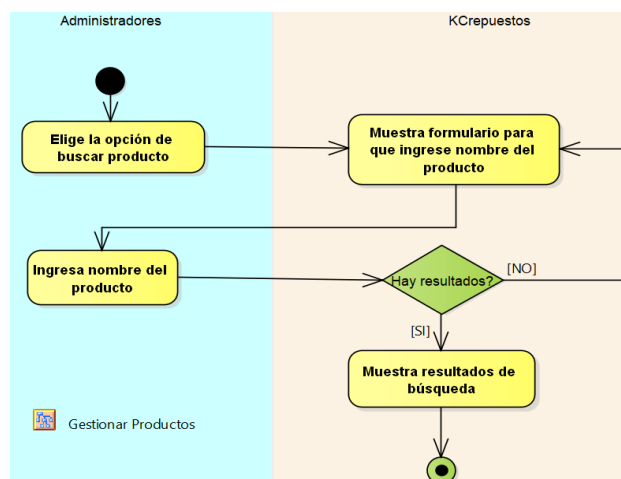 Administradores
KCrepuestos
Elige la opción de
buscar producto
Muestra formulario para
que ingrese nombre del
producto
Ingresa nombre del
producto
Hay resultados?
[NO]
[SI]
Muestra resultados de
búsqueda
Gestionar Productos